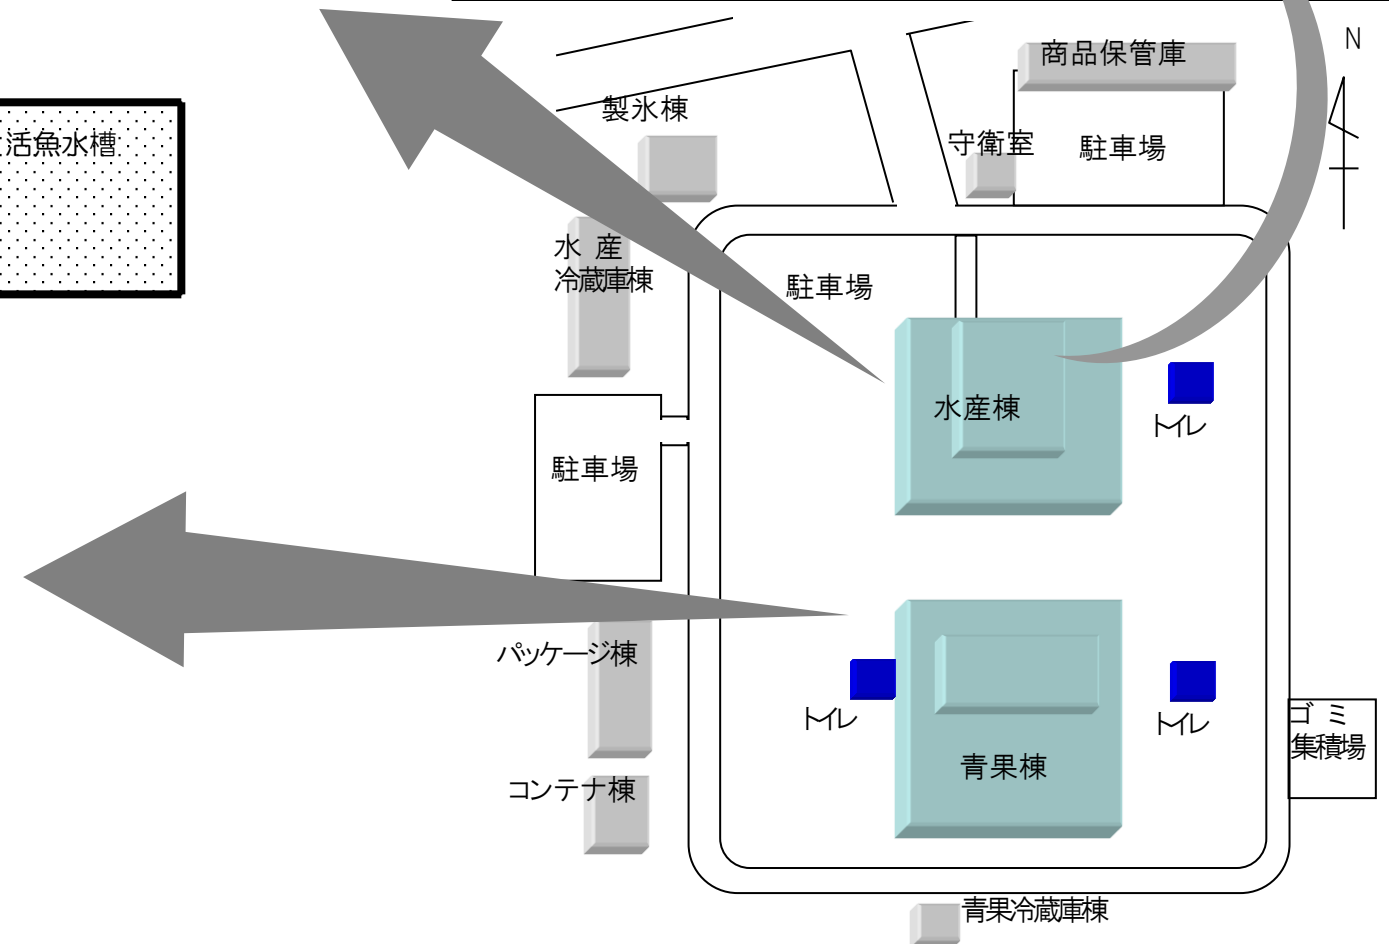 N
商品保管庫
製氷棟
活魚水槽
守衛室
駐車場
水 産
冷蔵庫棟
駐車場
水産棟
トイレ
駐車場
パッケージ棟
トイレ
トイレ
ゴ ミ
集積場
青果棟
コンテナ棟
青果冷蔵庫棟